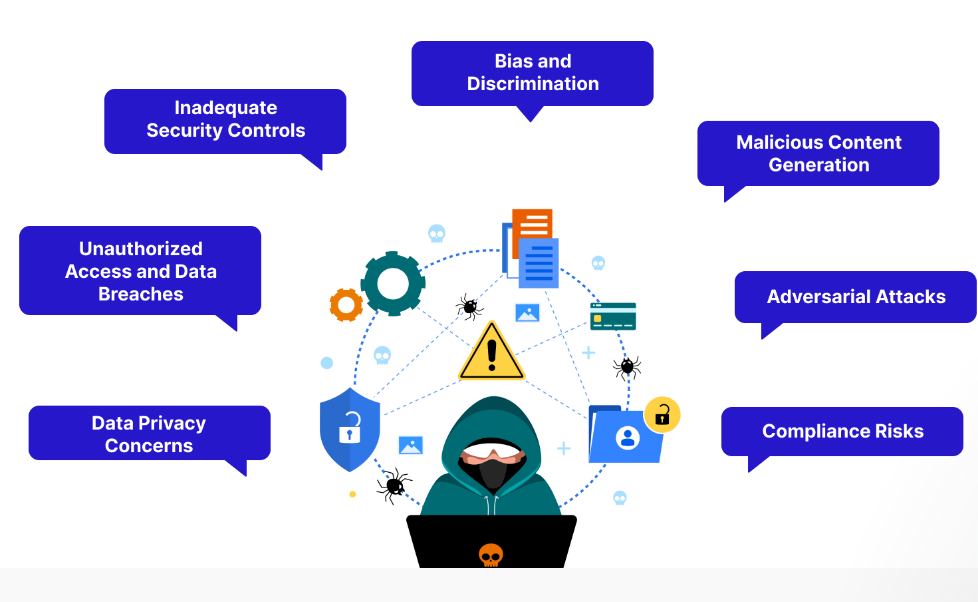 Bias and
Discrimination
Inadequate
Security Controls
Malicious Content
Generation
Unauthorized
Access and Data
Breaches
Adversarial Attacks
Data Privacy
Concerns
Compliance Risks